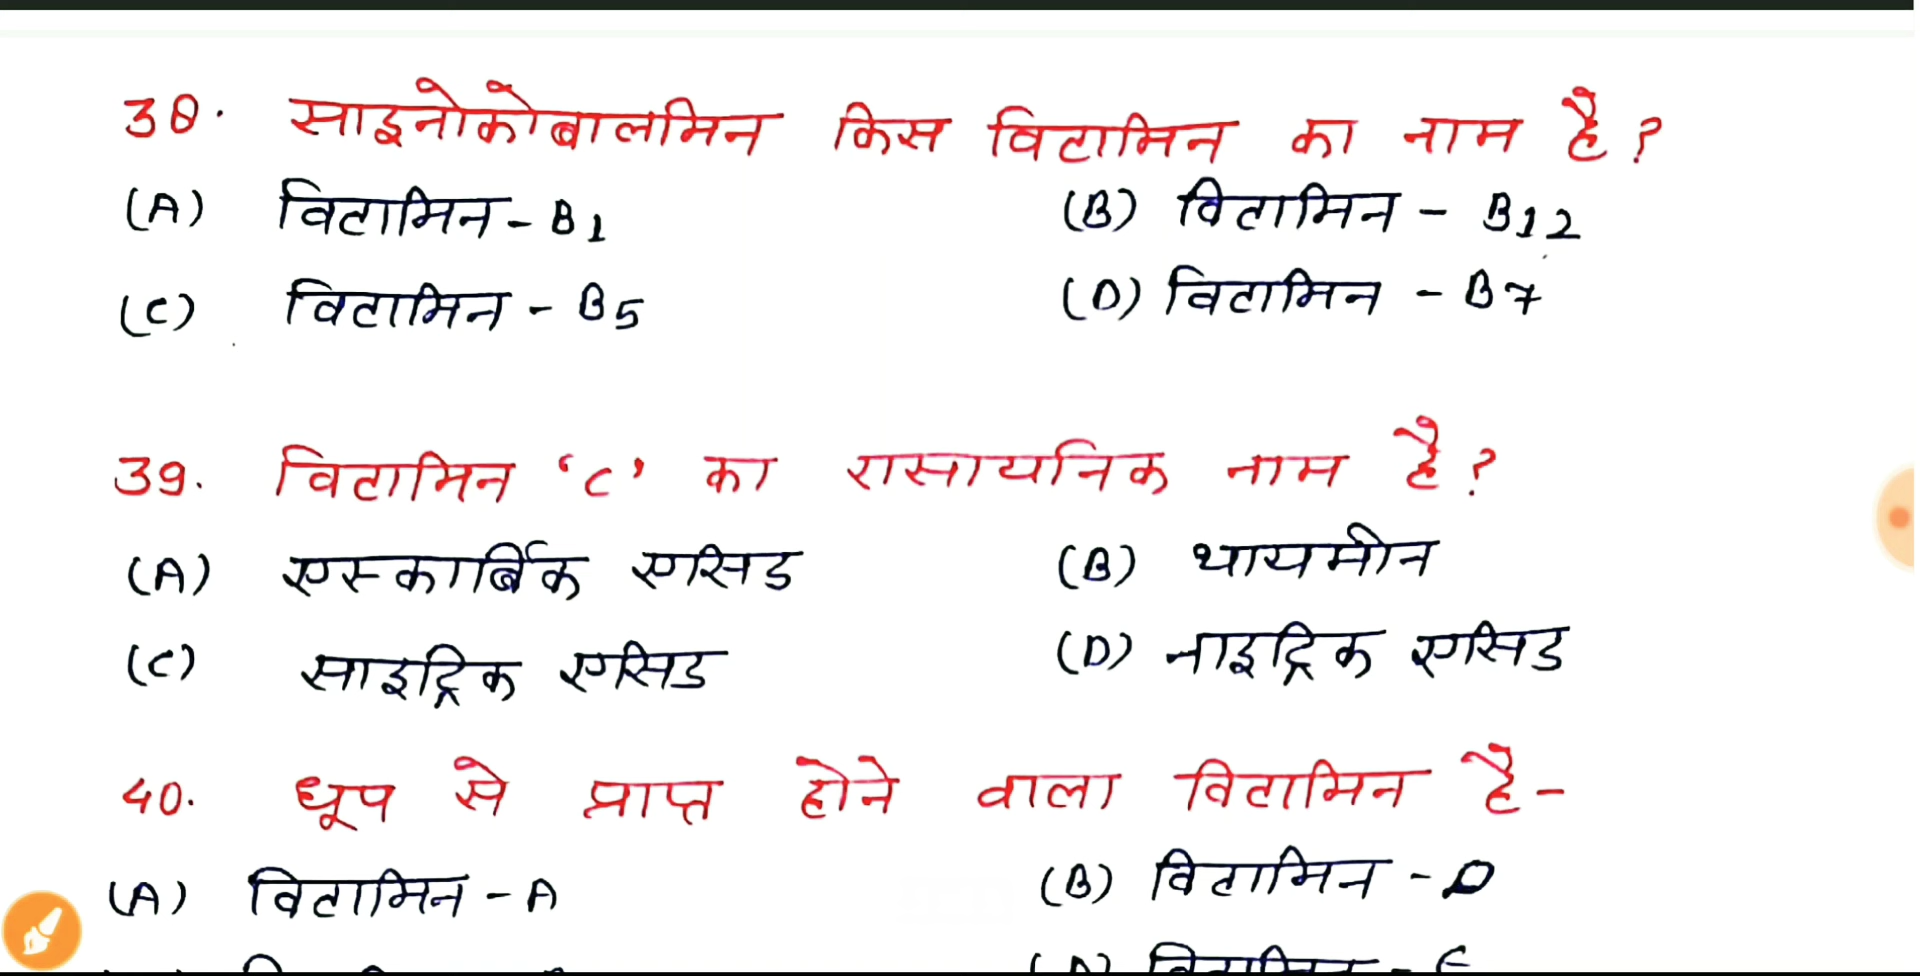 38. साइनोकोबालमिन किस विटामिन का नाम है?
(A) विटामिन - B1 (B) विटामिन - B12
(C) विटामिन - B5 (D) विटामिन - B7
39. विटामिन 'C' का रासायनिक नाम है?
(A) एस्कार्बिक एसिड (B) थायमीन
(C) साइट्रिक एसिड (D) नाइट्रिक एसिड
40. धूप से प्राप्त होने वाला विटामिन है-
(A) विटामिन - A (B) विटामिन - D